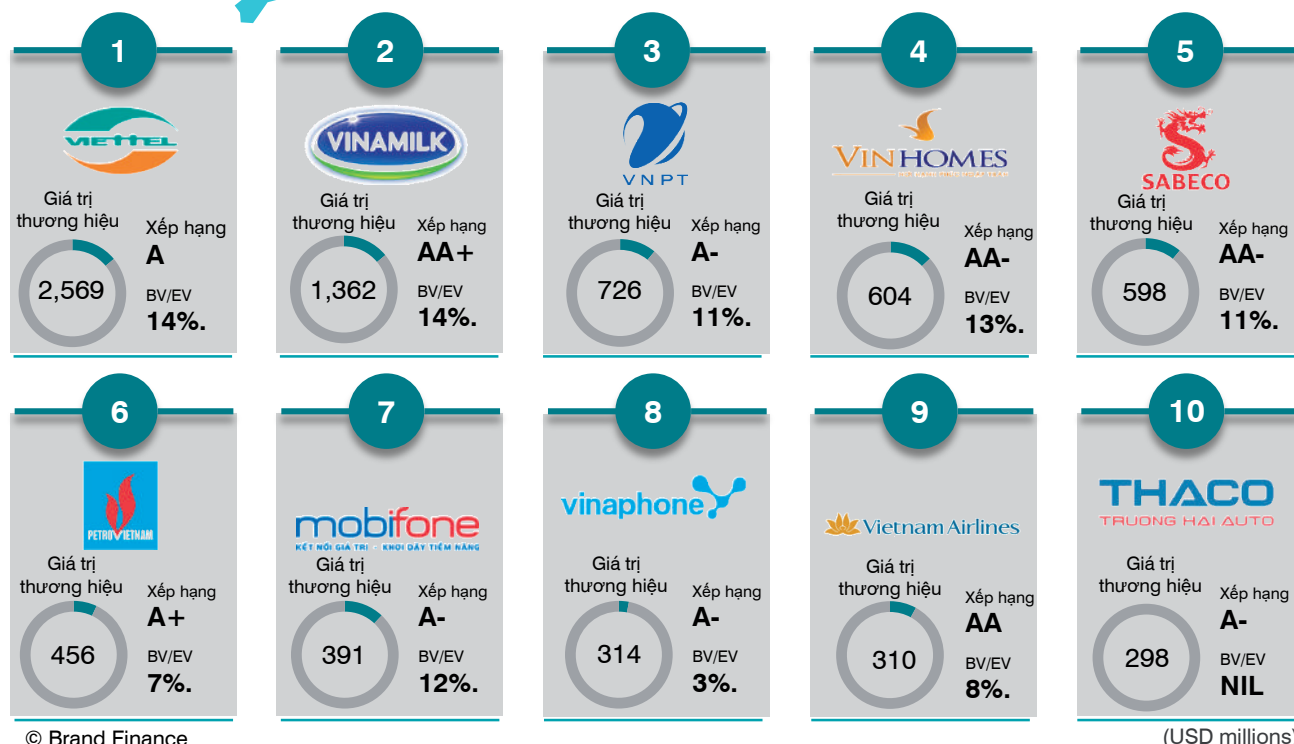 1
VIETTEL
Giá trị
thương hiệu
2,569
Xếp hạng
A
BV/EV
14%.
2
VINAMILK
Giá trị
thương hiệu
1,362
Xếp hạng
AA+
BV/EV
14%.
3
VNPT
Giá trị
thương hiệu
726
Xếp hạng
A-
BV/EV
11%.
4
VINHOMES
Giá trị
thương hiệu
604
Xếp hạng
AA-
BV/EV
13%.
5
SABECO
Giá trị
thương hiệu
598
Xếp hạng
AA-
BV/EV
11%.
6
PETROVIETNAM
Giá trị
thương hiệu
456
Xếp hạng
A+
BV/EV
7%.
7
mobifone
KẾT NỐI GIÁ TRỊ - KHƠI DẬY TIỀM NĂNG
Giá trị
thương hiệu
391
Xếp hạng
A-
BV/EV
12%.
8
vinaphone
Giá trị
thương hiệu
314
Xếp hạng
A-
BV/EV
3%.
9
Vietnam Airlines
Giá trị
thương hiệu
310
Xếp hạng
AA
BV/EV
8%.
10
THACO
TRUONG HAI AUTO
Giá trị
thương hiệu
298
Xếp hạng
A-
BV/EV
NIL
© Brand Finance
(USD millions)